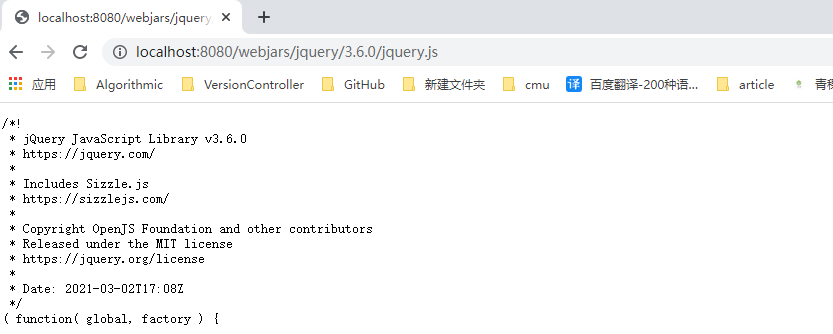 localhost:8080/webjars/jquery
localhost:8080/webjars/jquery/3.6.0/jquery.js
应用 Algorithmic VersionController GitHub 新建文件夹 cmu 译 百度翻译-200种语... article
/*!
 * jQuery JavaScript Library v3.6.0
 * https://jquery.com/
 *
 * Includes Sizzle.js
 * https://sizzlejs.com/
 *
 * Copyright OpenJS Foundation and other contributors
 * Released under the MIT license
 * https://jquery.org/license
 *
 * Date: 2021-03-02T17:08Z
 */
( function( global, factory ) {